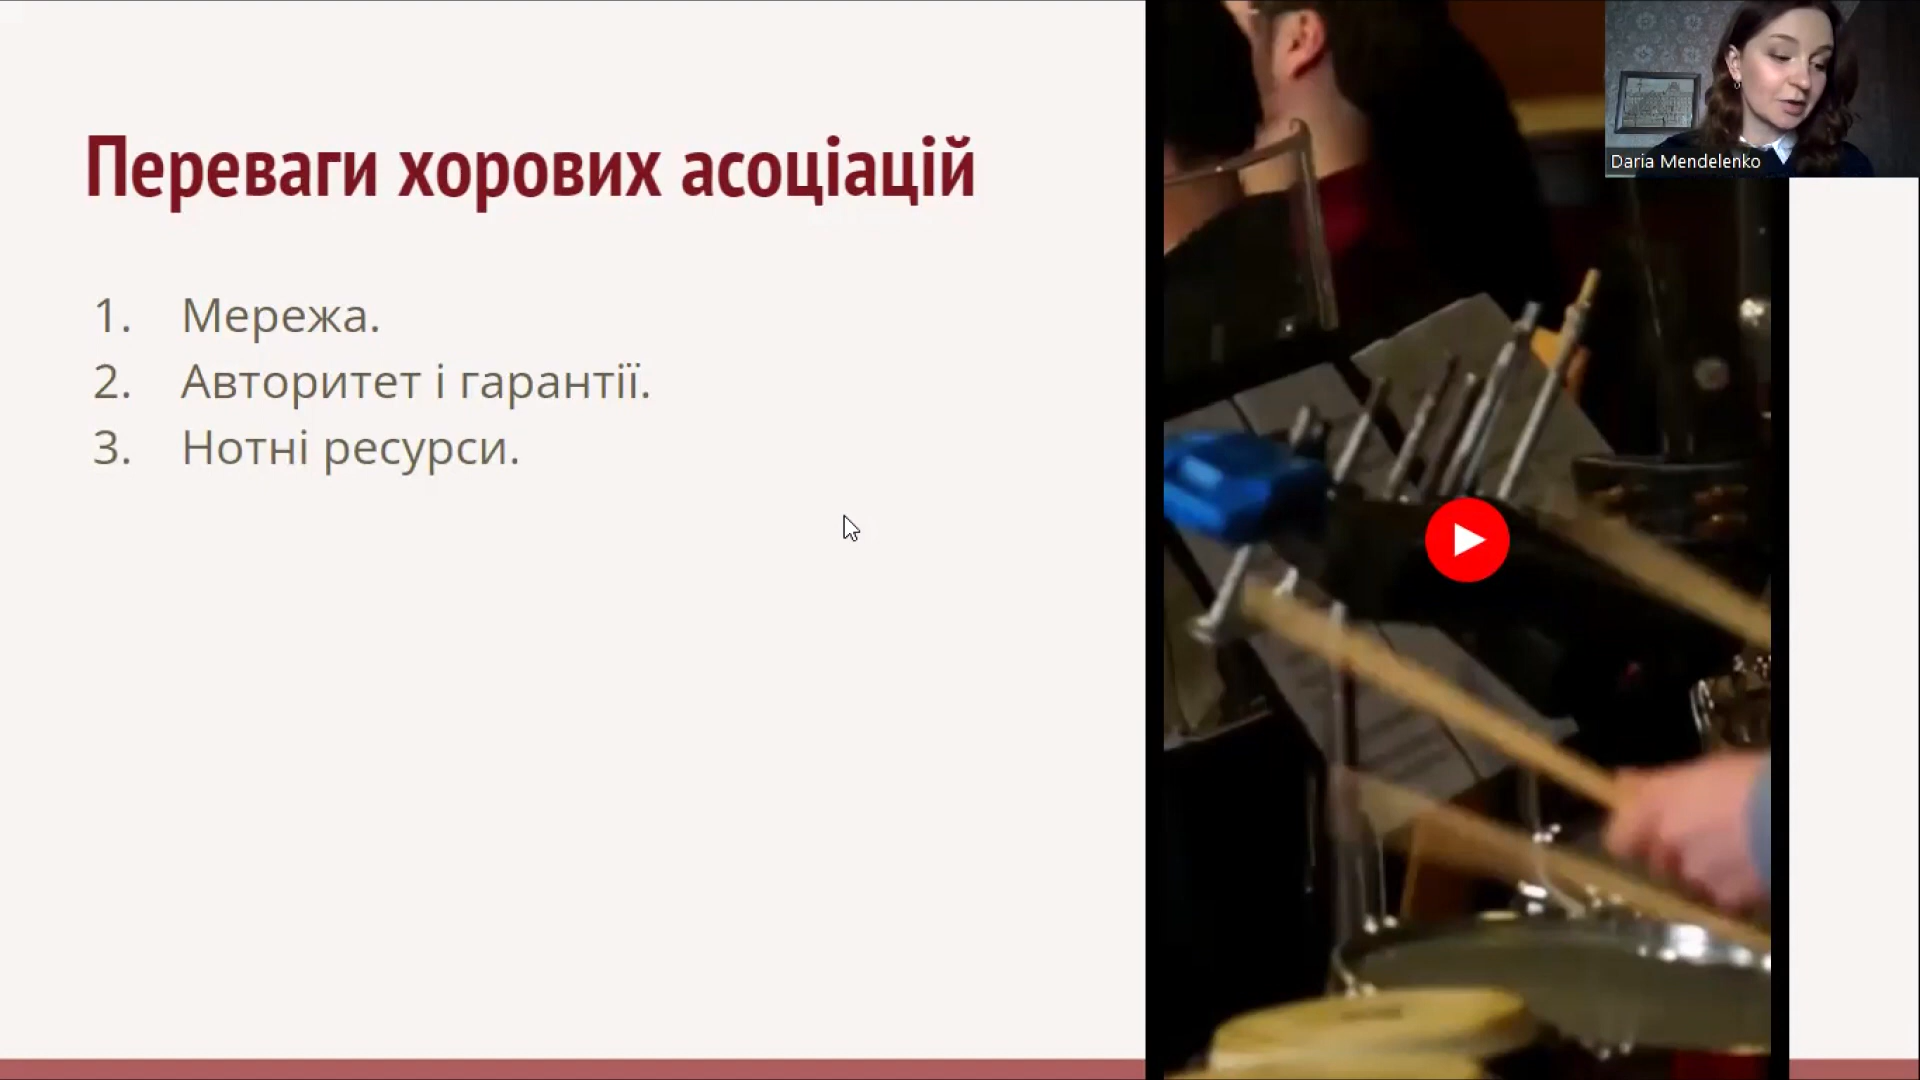 Переваги хорових асоціацій
1. Мережа.
2. Авторитет і гарантії.
3. Нотні ресурси.
Daria Mendelenko